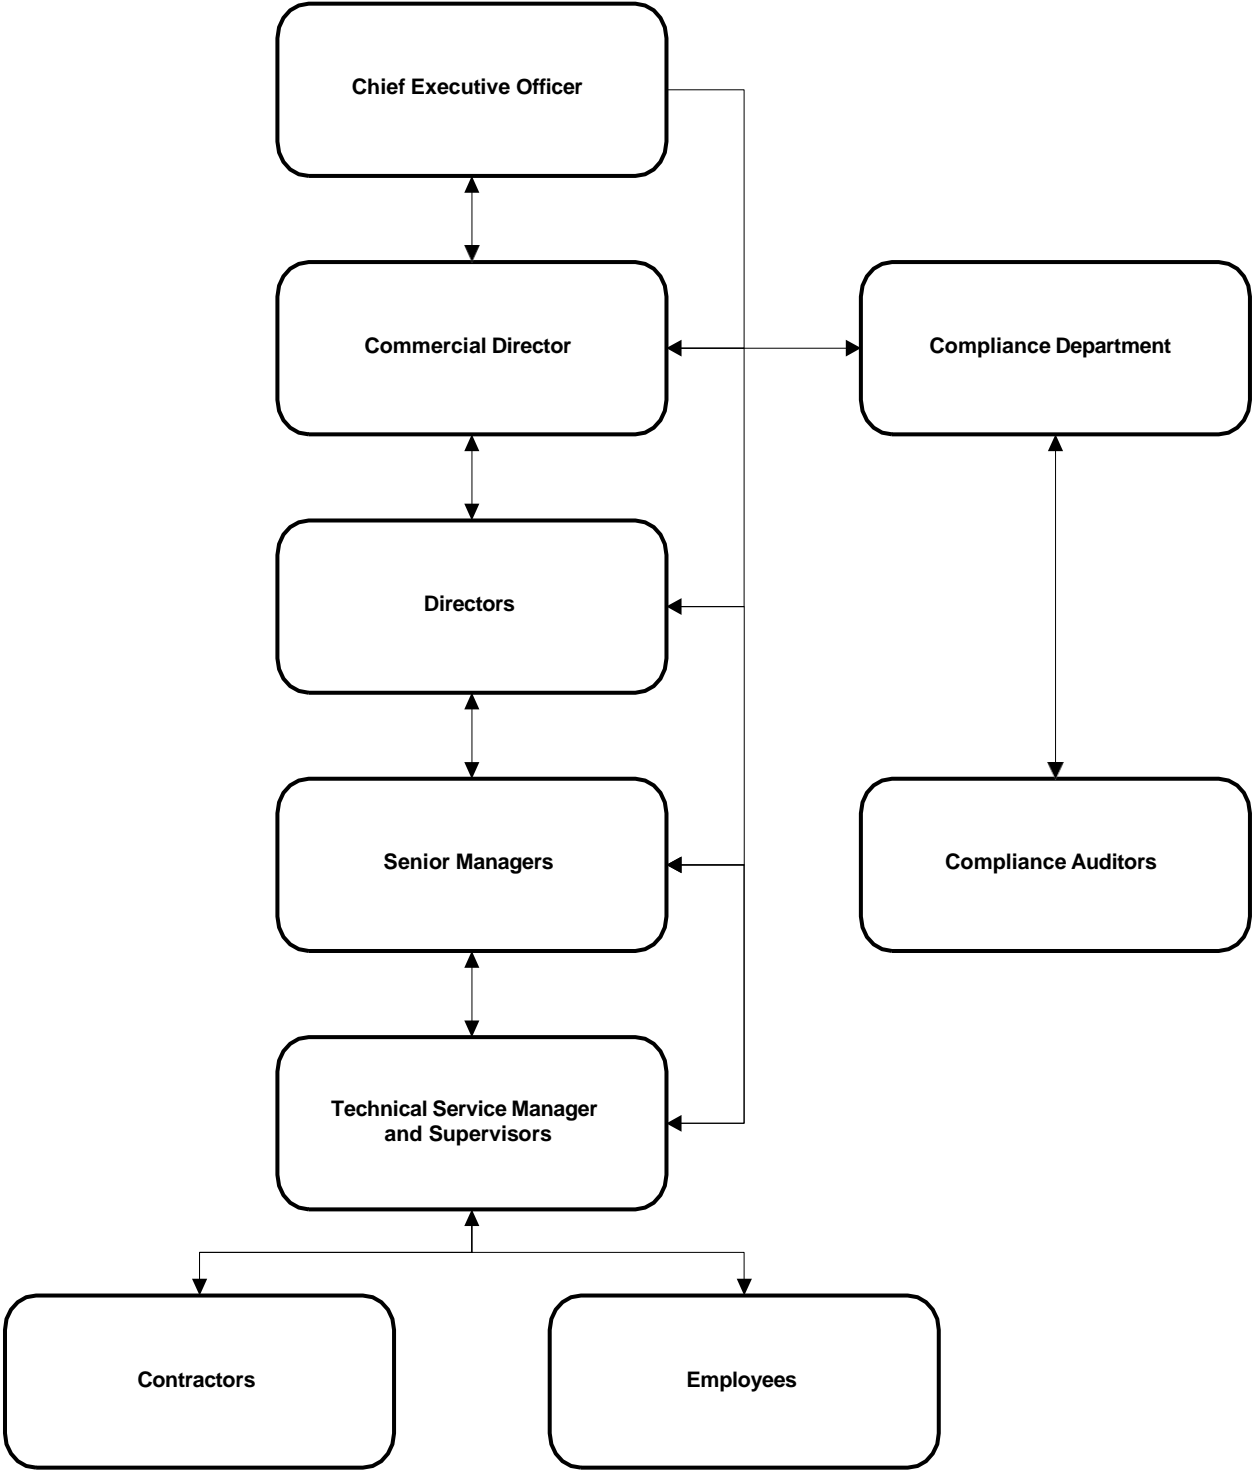 Chief Executive Officer
Commercial Director
Compliance Department
Directors
Senior Managers
Compliance Auditors
Technical Service Manager
and Supervisors
Contractors
Employees